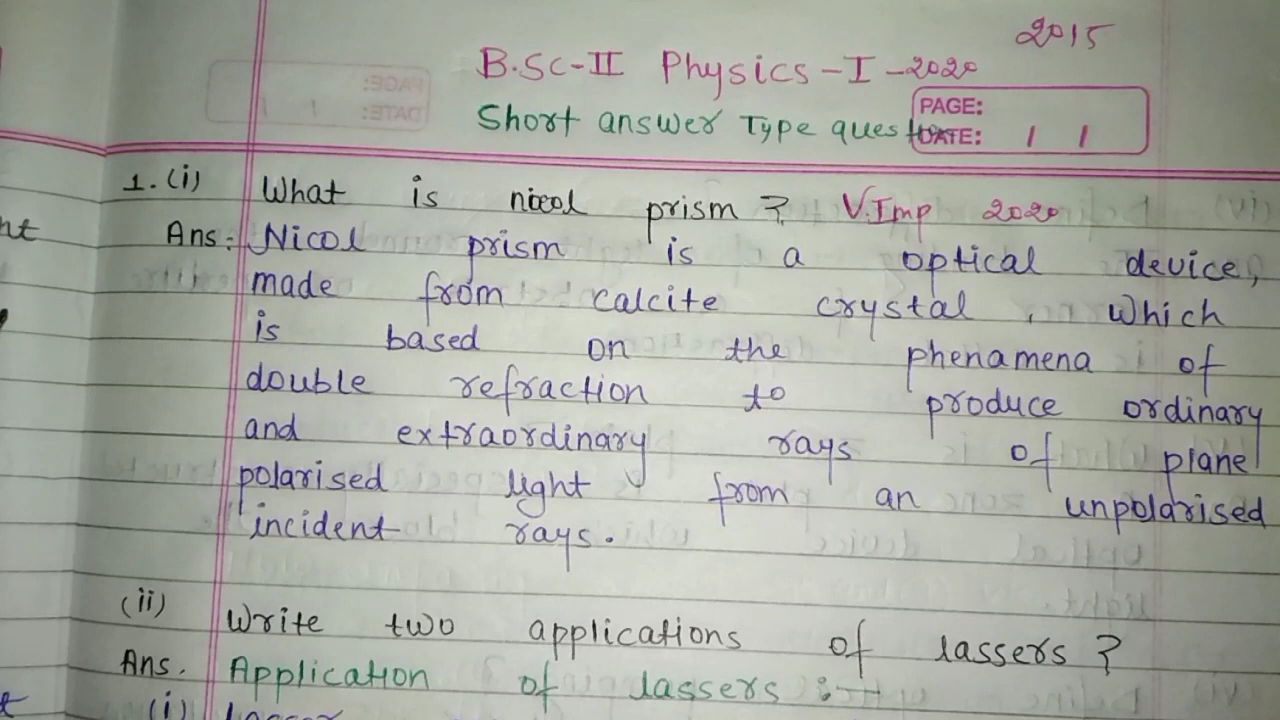 2015
B.Sc-II Physics-I-2020
PAGE:
Short answer Type question
DATE: / /
1.(i) What is nicol prism? V.Imp 2020
Ans: Nicol prism is a optical device,
made from calcite crystal, which
is based on the phenamena of
double refraction to produce ordinary
and extraordinary rays of plane
polarised light from an unpolarised
incident rays.
(ii) Write two applications of lassers?
Ans. Application of lassers :-
(i)